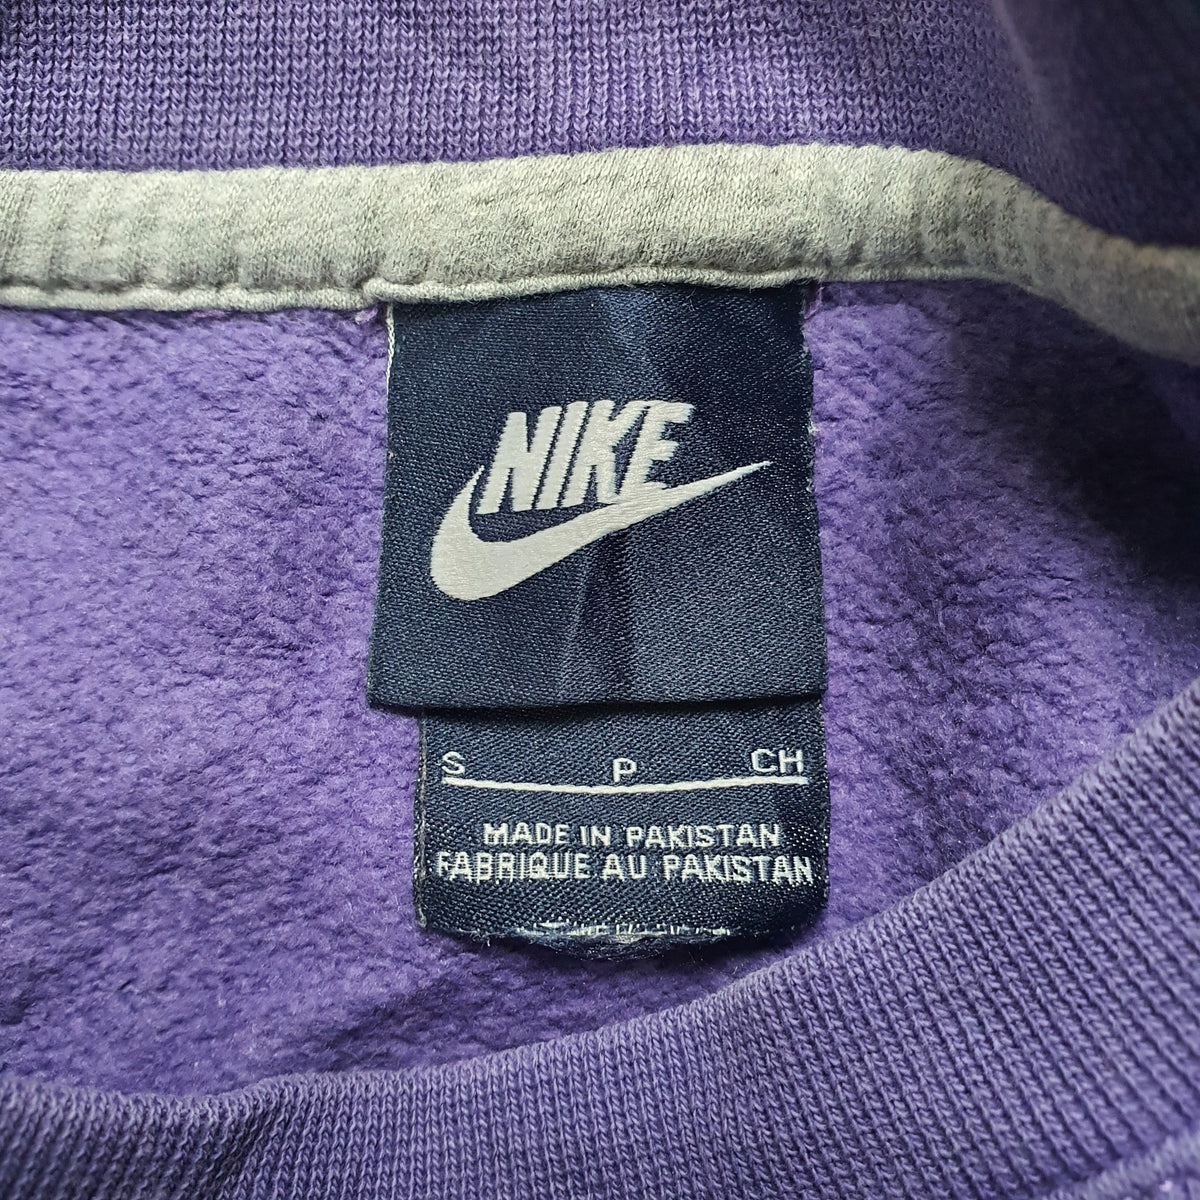 NIKE
S P CH
MADE IN PAKISTAN
FABRIQUE AU PAKISTAN